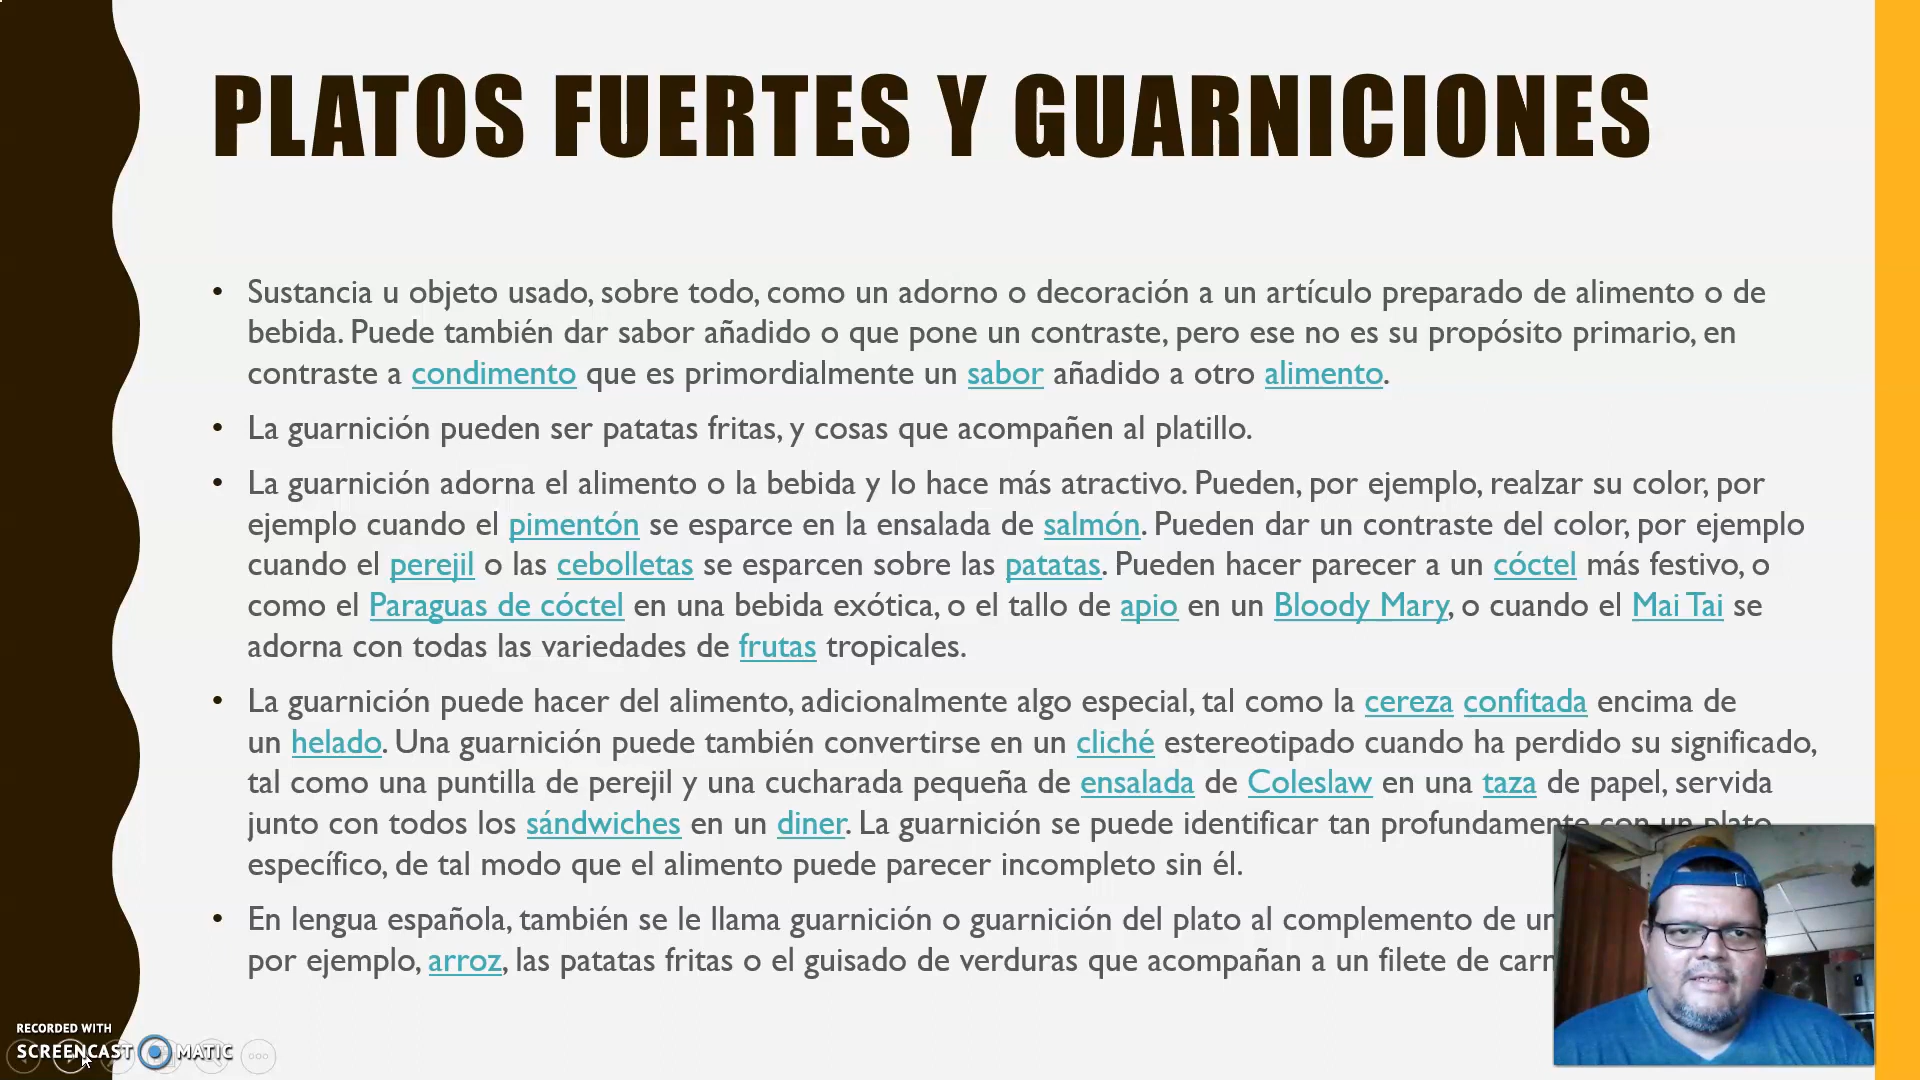 PLATOS FUERTES Y GUARNICIONES
• Sustancia u objeto usado, sobre todo, como un adorno o decoración a un artículo preparado de alimento o de
bebida. Puede también dar sabor añadido o que pone un contraste, pero ese no es su propósito primario, en
contraste a condimento que es primordialmente un sabor añadido a otro alimento.
• La guarnición pueden ser patatas fritas, y cosas que acompañen al platillo.
• La guarnición adorna el alimento o la bebida y lo hace más atractivo. Pueden, por ejemplo, realzar su color, por
ejemplo cuando el pimentón se esparce en la ensalada de salmón. Pueden dar un contraste del color, por ejemplo
cuando el perejil o las cebolletas se esparcen sobre las patatas. Pueden hacer parecer a un cóctel más festivo, o
como el Paraguas de cóctel en una bebida exótica, o el tallo de apio en un Bloody Mary, o cuando el Mai Tai se
adorna con todas las variedades de frutas tropicales.
• La guarnición puede hacer del alimento, adicionalmente algo especial, tal como la cereza confitada encima de
un helado. Una guarnición puede también convertirse en un cliché estereotipado cuando ha perdido su significado,
tal como una puntilla de perejil y una cucharada pequeña de ensalada de Coleslaw en una taza de papel, servida
junto con todos los sándwiches en un diner. La guarnición se puede identificar tan profundamente con un plato
específico, de tal modo que el alimento puede parecer incompleto sin él.
• En lengua española, también se le llama guarnición o guarnición del plato al complemento de
por ejemplo, arroz, las patatas fritas o el guisado de verduras que acompañan a un filete de
RECORDED WITH
SCREENCAST MATIC